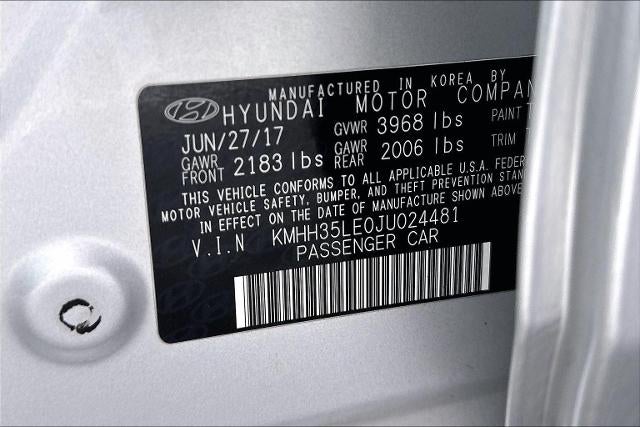 MANUFACTURED IN KOREA BY
HYUNDAI MOTOR COMPAN
JUN/27/17 GVWR 3968 lbs PAINT
GAWR FRONT 2183 lbs GAWR REAR 2006 lbs TRIM
THIS VEHICLE CONFORMS TO ALL APPLICABLE U.S.A. FEDER
MOTOR VEHICLE SAFETY, BUMPER, AND THEFT PREVENTION STAN
IN EFFECT ON THE DATE OF MANUFACTURE SHOWN ABOVE
V.I.N KMHH35LE0JU024481
PASSENGER CAR